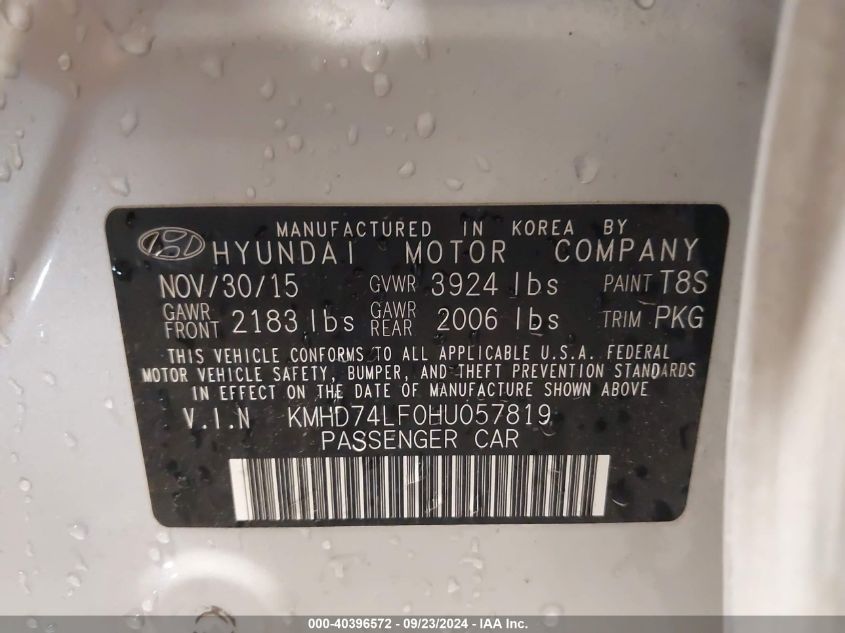 MANUFACTURED IN KOREA BY
HYUNDAI MOTOR COMPANY
NOV/30/15 GVWR 3924 lbs PAINT T8S
GAWR FRONT 2183 lbs GAWR REAR 2006 lbs TRIM PKG
THIS VEHICLE CONFORMS TO ALL APPLICABLE U.S.A. FEDERAL
MOTOR VEHICLE SAFETY, BUMPER, AND THEFT PREVENTION STANDARDS
IN EFFECT ON THE DATE OF MANUFACTURE SHOWN ABOVE
V.I.N KMHD74LF0HU057819
PASSENGER CAR
000-40396572 - 09/23/2024 - IAA Inc.